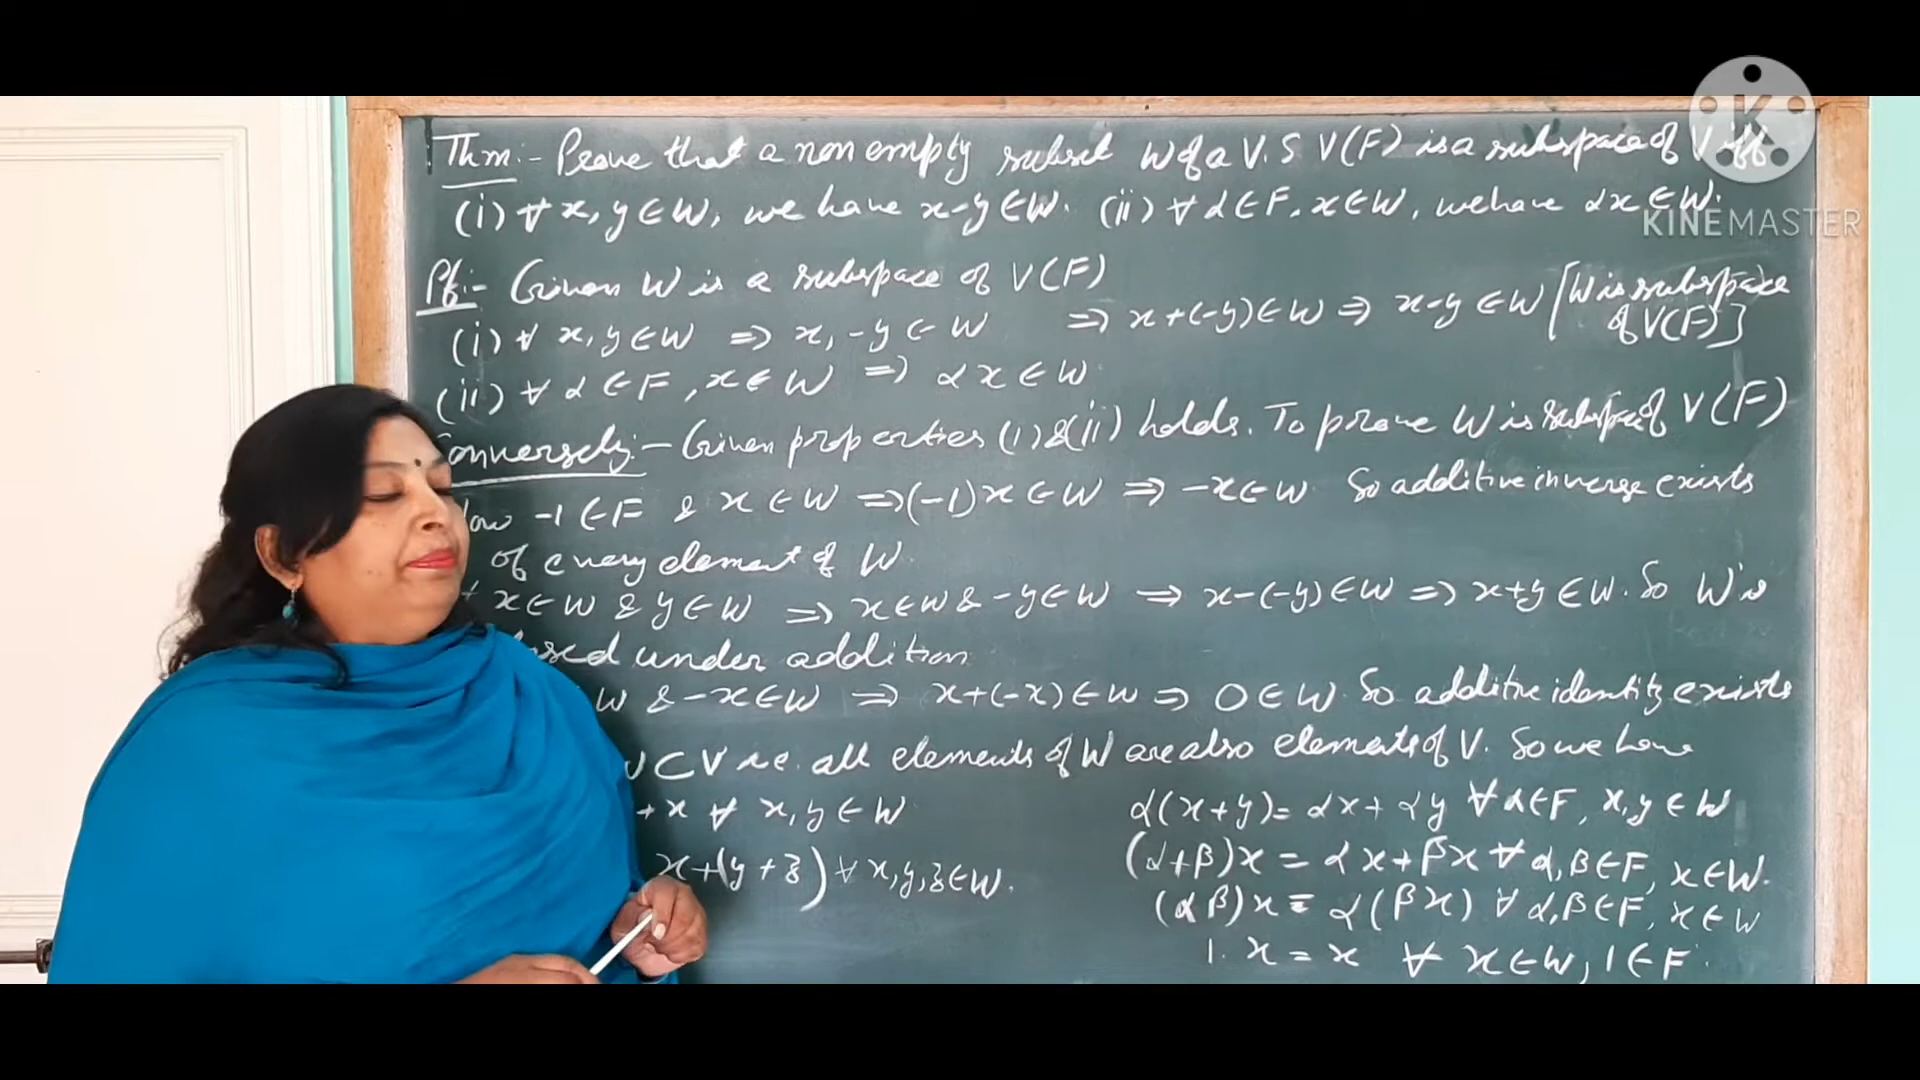 KINEMASTER
Thm:- Prove that a non empty subset W of a V.S V(F) is a subspace of V iff
(i) ∀ x, y ∈ W, we have x-y ∈ W. (ii) ∀ α ∈ F, x ∈ W, we have αx ∈ W.
Pf:- Given W is a subspace of V(F)
(i) ∀ x, y ∈ W ⇒ x, -y ∈ W ⇒ x+(-y) ∈ W ⇒ x-y ∈ W [W is subspace of V(F)]
(ii) ∀ α ∈ F, x ∈ W ⇒ αx ∈ W
onversely:- Given properties (i) & (ii) holds. To prove W is subspace of V(F)
ow -1 ∈ F & x ∈ W ⇒ (-1)x ∈ W ⇒ -x ∈ W. So additive inverse exists
of every element of W.
x ∈ W & y ∈ W ⇒ x ∈ W & -y ∈ W ⇒ x-(-y) ∈ W ⇒ x+y ∈ W. So W is
sed under addition
W & -x ∈ W ⇒ x+(-x) ∈ W ⇒ 0 ∈ W. So additive identity exists
⊂ V i.e. all elements of W are also elements of V. So we have
+ x ∀ x, y ∈ W
x+(y+z) ∀ x, y, z ∈ W.
α(x+y) = αx + αy ∀ α ∈ F, x, y ∈ W
(α+β)x = αx + βx ∀ α, β ∈ F, x ∈ W.
(αβ)x = α(βx) ∀ α, β ∈ F, x ∈ W
1. x = x ∀ x ∈ W, 1 ∈ F.